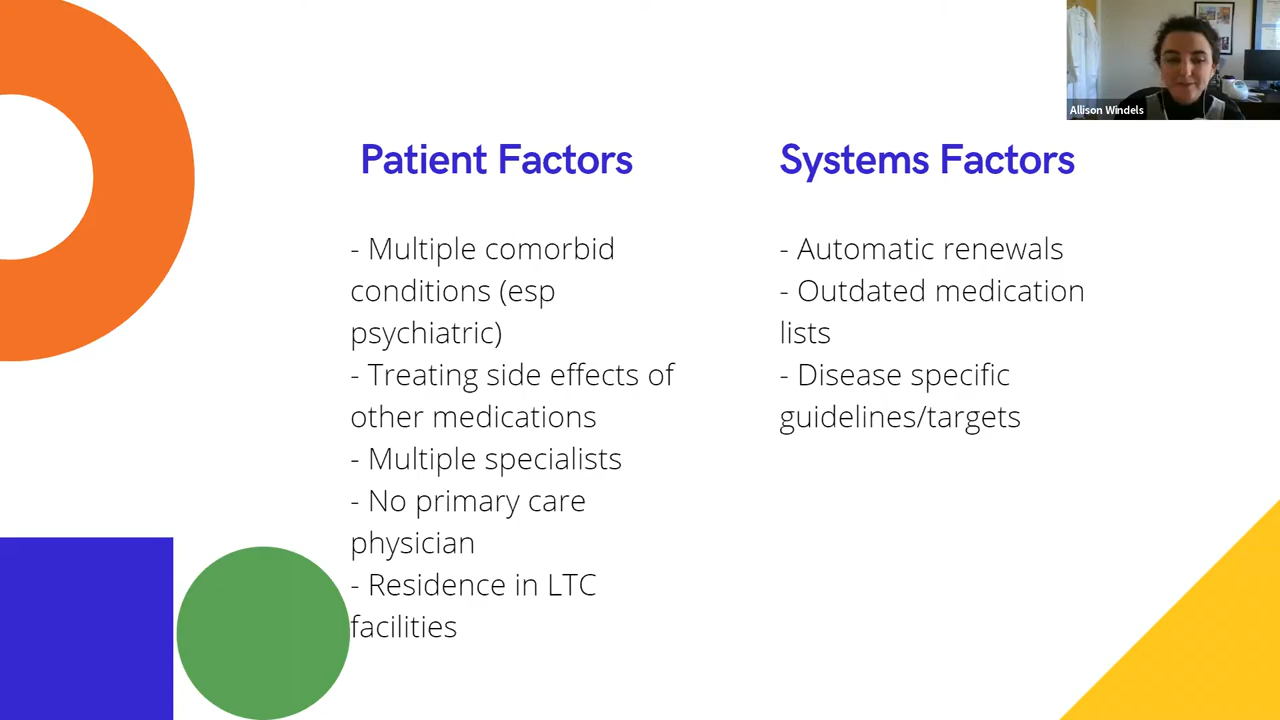 Allison Windels
Patient Factors
- Multiple comorbid
conditions (esp
psychiatric)
- Treating side effects of
other medications
- Multiple specialists
- No primary care
physician
- Residence in LTC
facilities
Systems Factors
- Automatic renewals
- Outdated medication
lists
- Disease specific
guidelines/targets